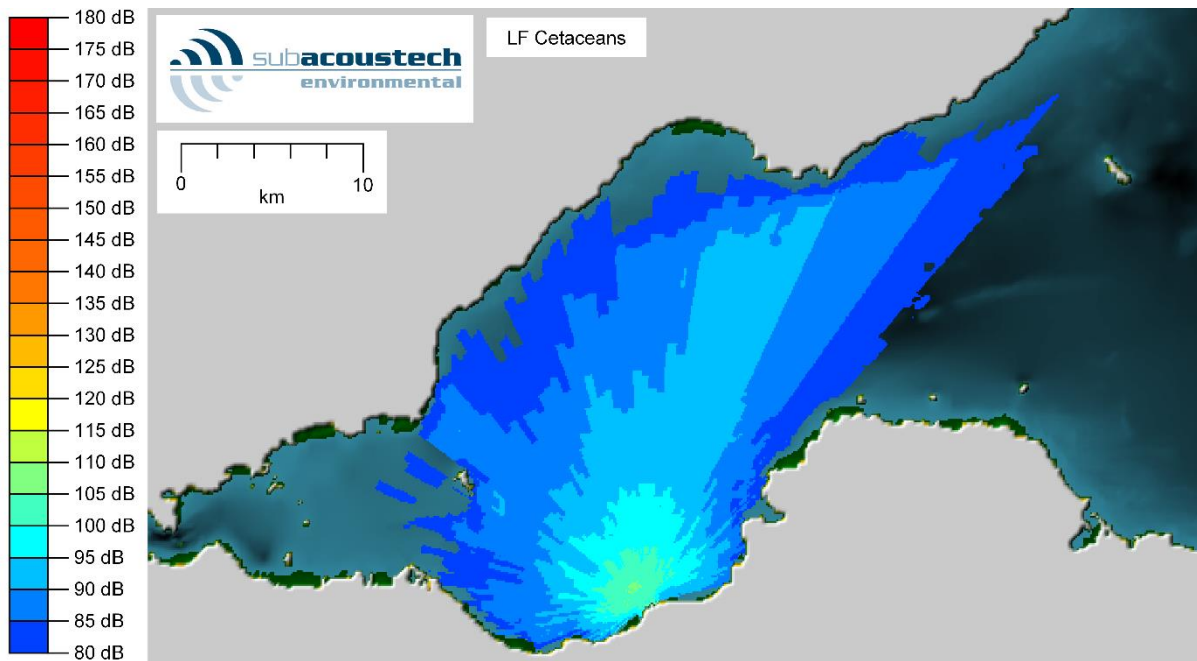 180 dB
175 dB
170 dB
165 dB
160 dB
155 dB
150 dB
145 dB
140 dB
135 dB
130 dB
125 dB
120 dB
115 dB
110 dB
105 dB
100 dB
95 dB
90 dB
85 dB
80 dB
subacoustech
environmental
LF Cetaceans
0 10
km